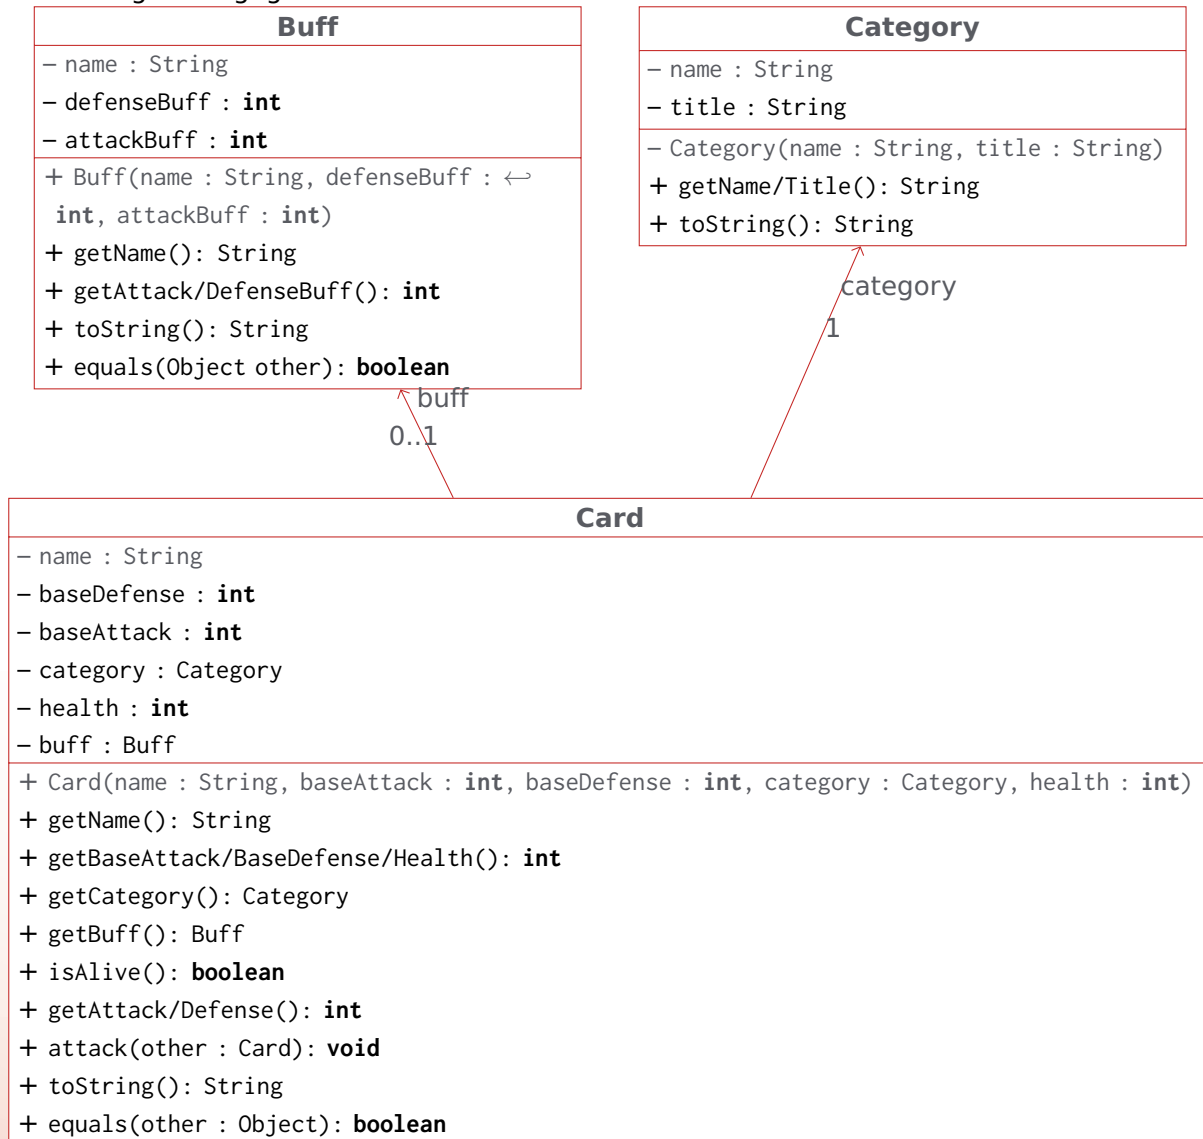 Buff
– name : String
– defenseBuff : int
– attackBuff : int
+ Buff(name : String, defenseBuff : ↩
int, attackBuff : int)
+ getName(): String
+ getAttack/DefenseBuff(): int
+ toString(): String
+ equals(Object other): boolean
Category
– name : String
– title : String
– Category(name : String, title : String)
+ getName/Title(): String
+ toString(): String
category
1
buff
0..1
Card
– name : String
– baseDefense : int
– baseAttack : int
– category : Category
– health : int
– buff : Buff
+ Card(name : String, baseAttack : int, baseDefense : int, category : Category, health : int)
+ getName(): String
+ getBaseAttack/BaseDefense/Health(): int
+ getCategory(): Category
+ getBuff(): Buff
+ isAlive(): boolean
+ getAttack/Defense(): int
+ attack(other : Card): void
+ toString(): String
+ equals(other : Object): boolean